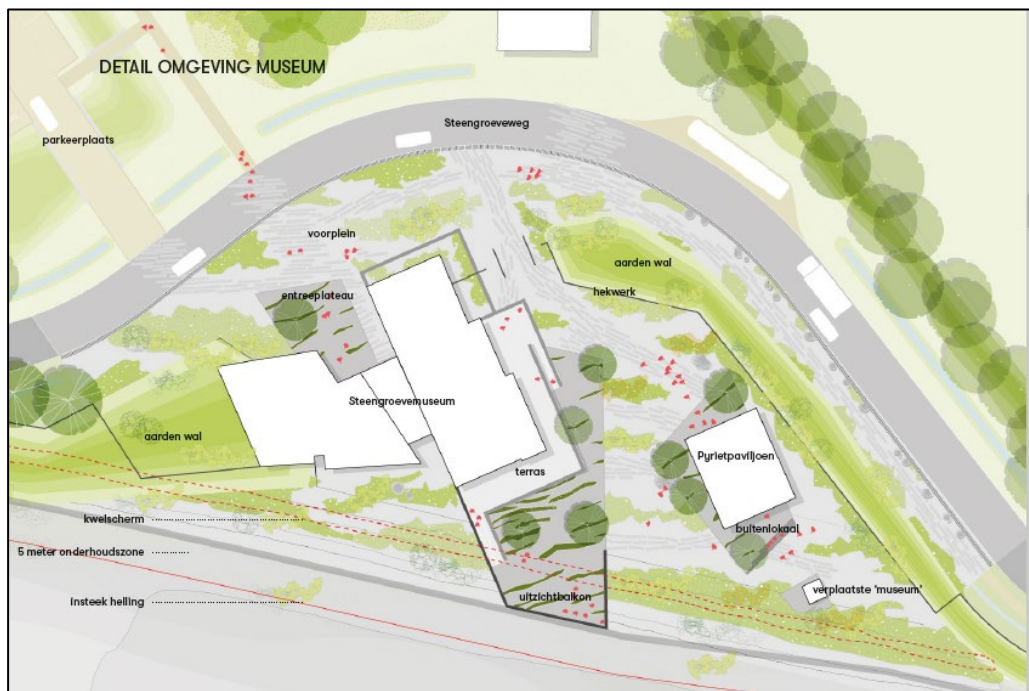 DETAIL OMGEVING MUSEUM
Steengroeveweg
parkeerplaats
voorplein
aarden wal
entreeplateau
hekwerk
Steengroevemuseum
aarden wal
Pyrietpaviljoen
terras
kwelscherm
buitenlokaal
5 meter onderhoudszone
verplaatste 'museum'
insteek helling
uitzichtbalkon